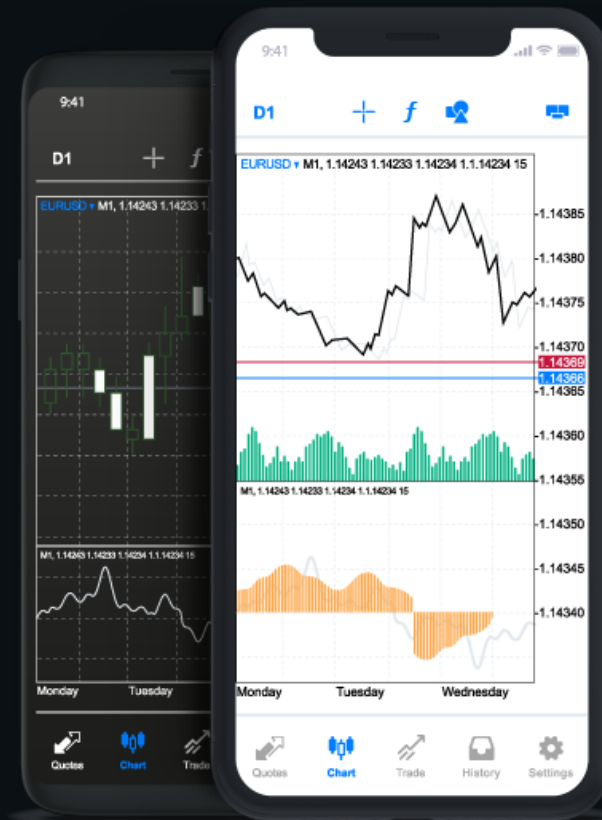 9:41
D1
EURUSD ▾ M1, 1.14243 1.14233 1
M1, 1.14243 1.14233 1.14234 1.1.14234 15
Monday Tuesday
Quotes Chart Trade
9:41
D1 f
EURUSD ▾ M1, 1.14243 1.14233 1.14234 1.1.14234 15
1.14385
1.14380
1.14375
1.14370
1.14369
1.14366
1.14365
1.14360
1.14355
M1, 1.14243 1.14233 1.14234 1.1.14234 15
1.14350
1.14345
1.14340
Monday Tuesday Wednesday
Quotes Chart Trade History Settings